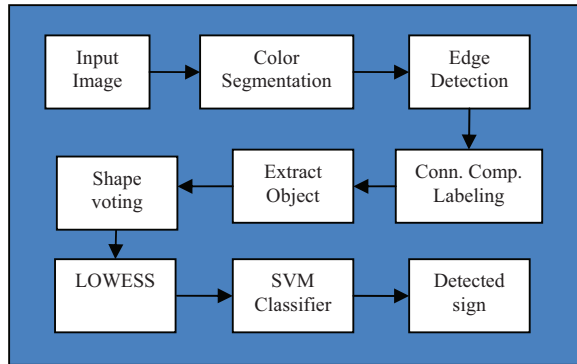 Input
Image
Color
Segmentation
Edge
Detection
Conn. Comp.
Labeling
Extract
Object
Shape
voting
LOWESS
SVM
Classifier
Detected
sign